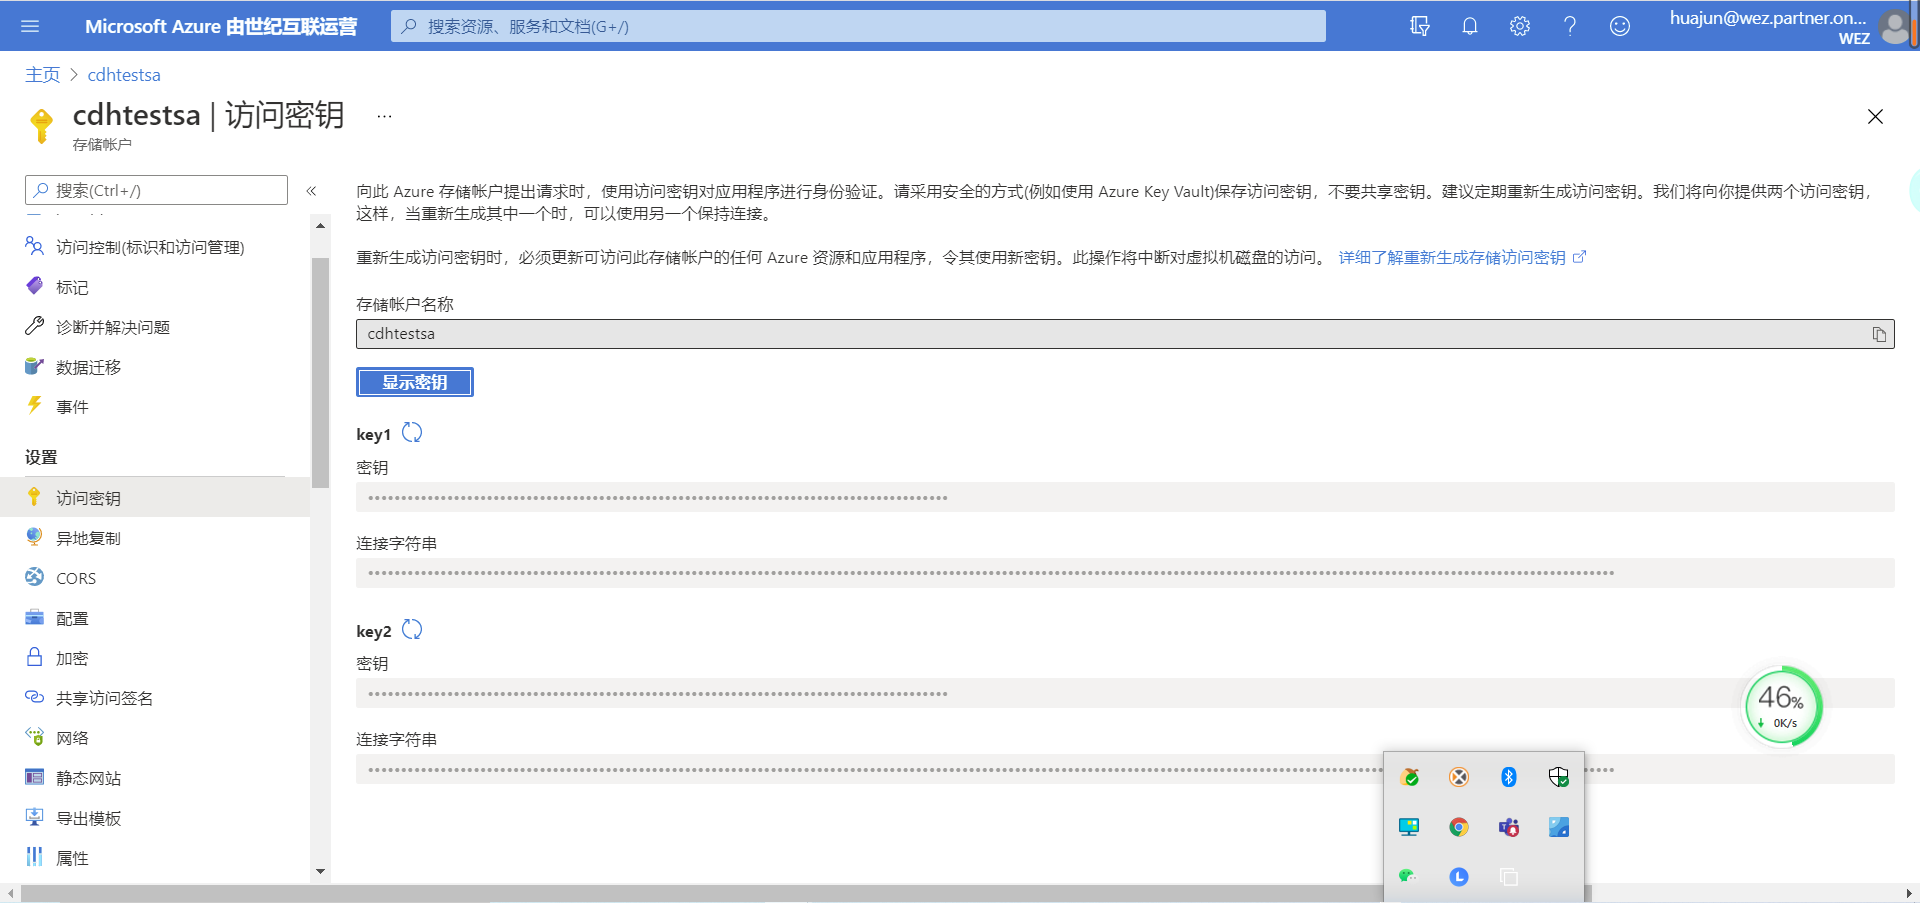 Microsoft Azure 由世纪互联运营
搜索资源、服务和文档(G+/)
huajun@wez.partner.on...
WEZ
主页 > cdhtestsa
cdhtestsa | 访问密钥 ...
存储帐户
搜索(Ctrl+/)
«
访问控制(标识和访问管理)
标记
诊断并解决问题
数据迁移
事件
设置
访问密钥
异地复制
CORS
配置
加密
共享访问签名
网络
静态网站
导出模板
属性
向此 Azure 存储帐户提出请求时，使用访问密钥对应用程序进行身份验证。请采用安全的方式(例如使用 Azure Key Vault)保存访问密钥，不要共享密钥。建议定期重新生成访问密钥。我们将向你提供两个访问密钥，
这样，当重新生成其中一个时，可以使用另一个保持连接。
重新生成访问密钥时，必须更新可访问此存储帐户的任何 Azure 资源和应用程序，令其使用新密钥。此操作将中断对虚拟机磁盘的访问。 详细了解重新生成存储访问密钥
存储帐户名称
cdhtestsa
显示密钥
key1
密钥
连接字符串
key2
密钥
连接字符串
46%
0K/s